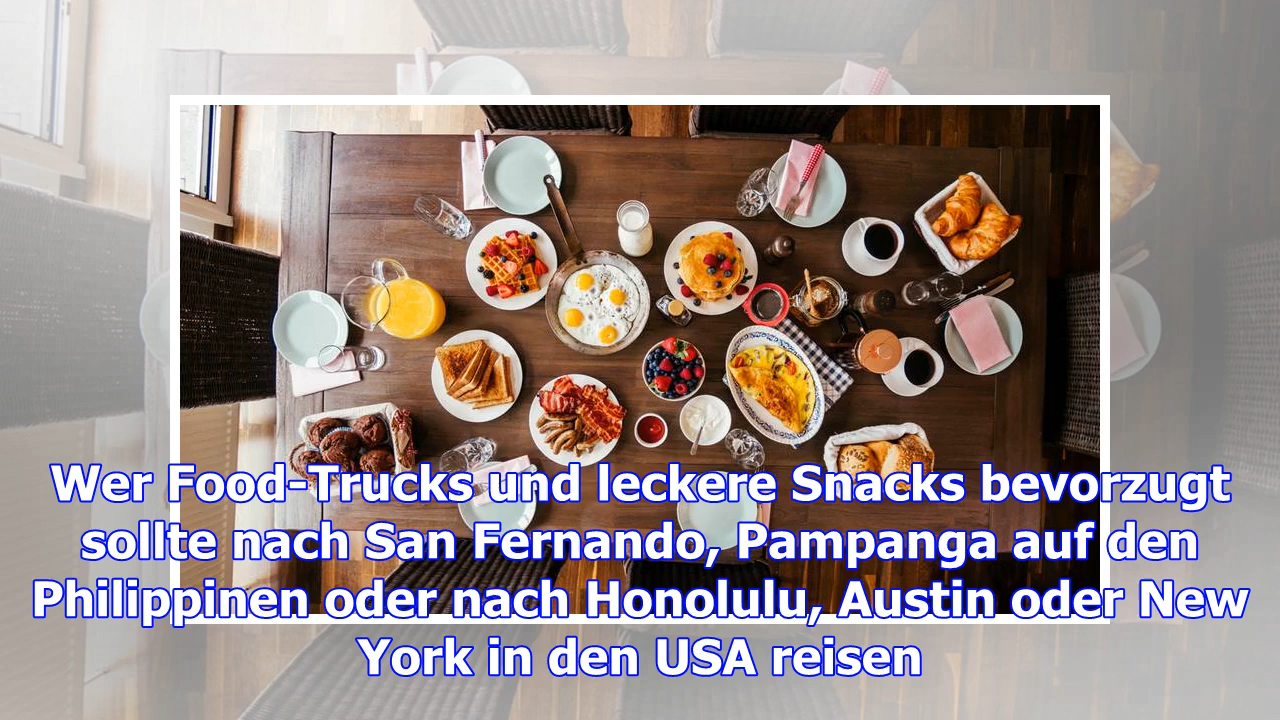 Wer Food-Trucks und leckere Snacks bevorzugt
sollte nach San Fernando, Pampanga auf den
Philippinen oder nach Honolulu, Austin oder New
York in den USA reisen